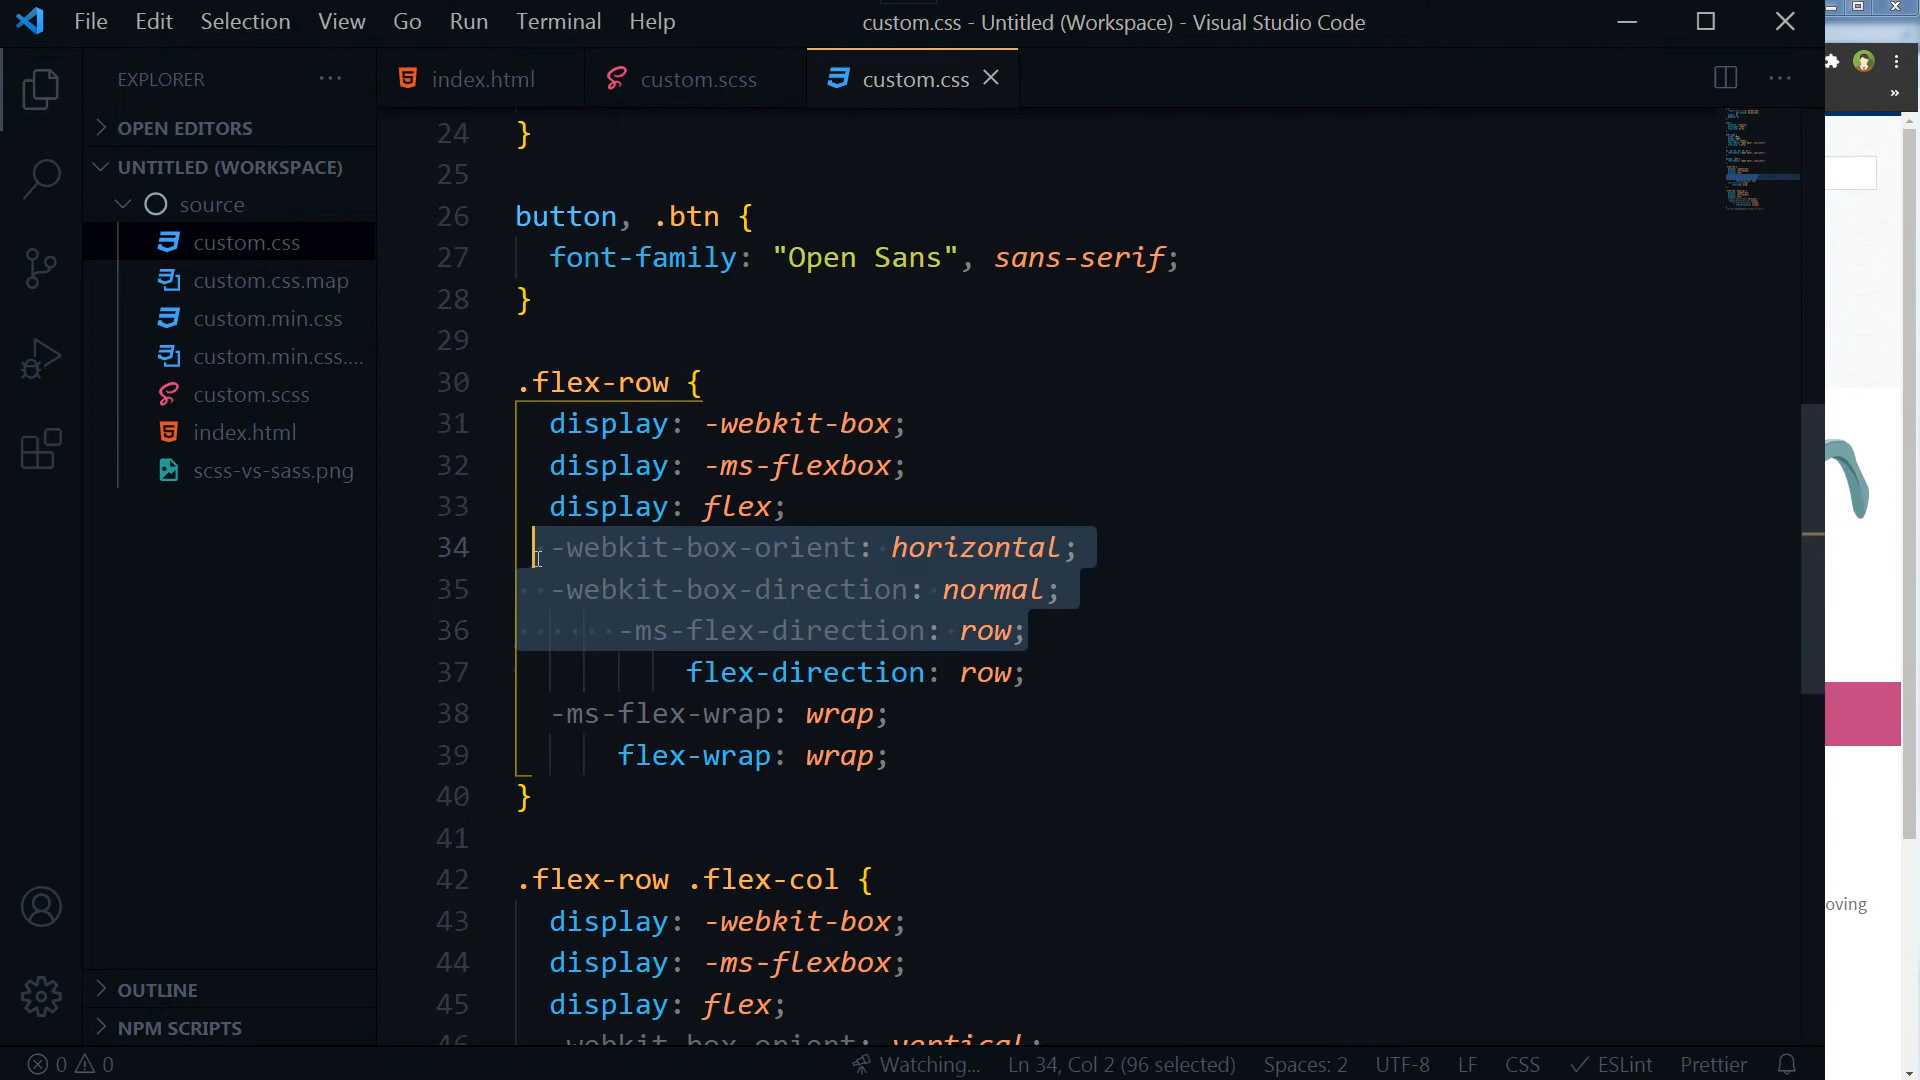 File Edit Selection View Go Run Terminal Help
custom.css - Untitled (Workspace) - Visual Studio Code
EXPLORER
index.html
custom.scss
custom.css
OPEN EDITORS
UNTITLED (WORKSPACE)
source
custom.css
custom.css.map
custom.min.css
custom.min.css....
custom.scss
index.html
scss-vs-sass.png
OUTLINE
NPM SCRIPTS
24 }
25
26 button, .btn {
27 font-family: "Open Sans", sans-serif;
28 }
29
30 .flex-row {
31 display: -webkit-box;
32 display: -ms-flexbox;
33 display: flex;
34 -webkit-box-orient: horizontal;
35 -webkit-box-direction: normal;
36 -ms-flex-direction: row;
37 flex-direction: row;
38 -ms-flex-wrap: wrap;
39 flex-wrap: wrap;
40 }
41
42 .flex-row .flex-col {
43 display: -webkit-box;
44 display: -ms-flexbox;
45 display: flex;
46 -webkit-box-orient: vertical;
oving
0 0
Watching... Ln 34, Col 2 (96 selected) Spaces: 2 UTF-8 LF CSS ESLint Prettier